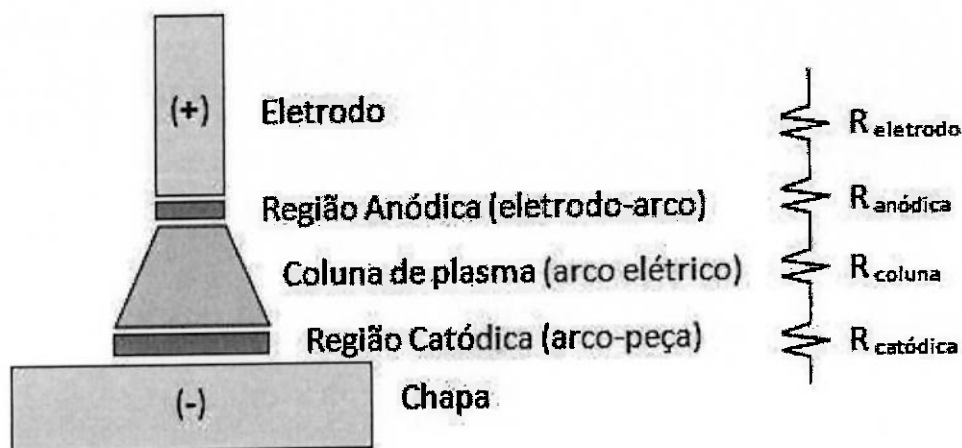 (+)
Eletrodo
R eletrodo
Região Anódica (eletrodo-arco)
R anódica
Coluna de plasma (arco elétrico)
R coluna
Região Catódica (arco-peça)
R catódica
(-)
Chapa